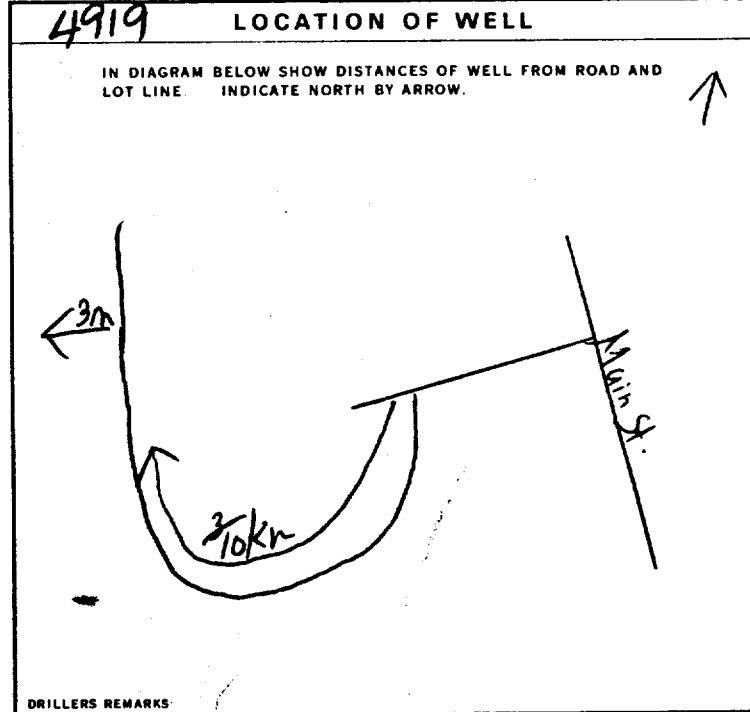 4919 LOCATION OF WELL
IN DIAGRAM BELOW SHOW DISTANCES OF WELL FROM ROAD AND
LOT LINE. INDICATE NORTH BY ARROW.
3m
Main St.
3/10 Km
DRILLERS REMARKS